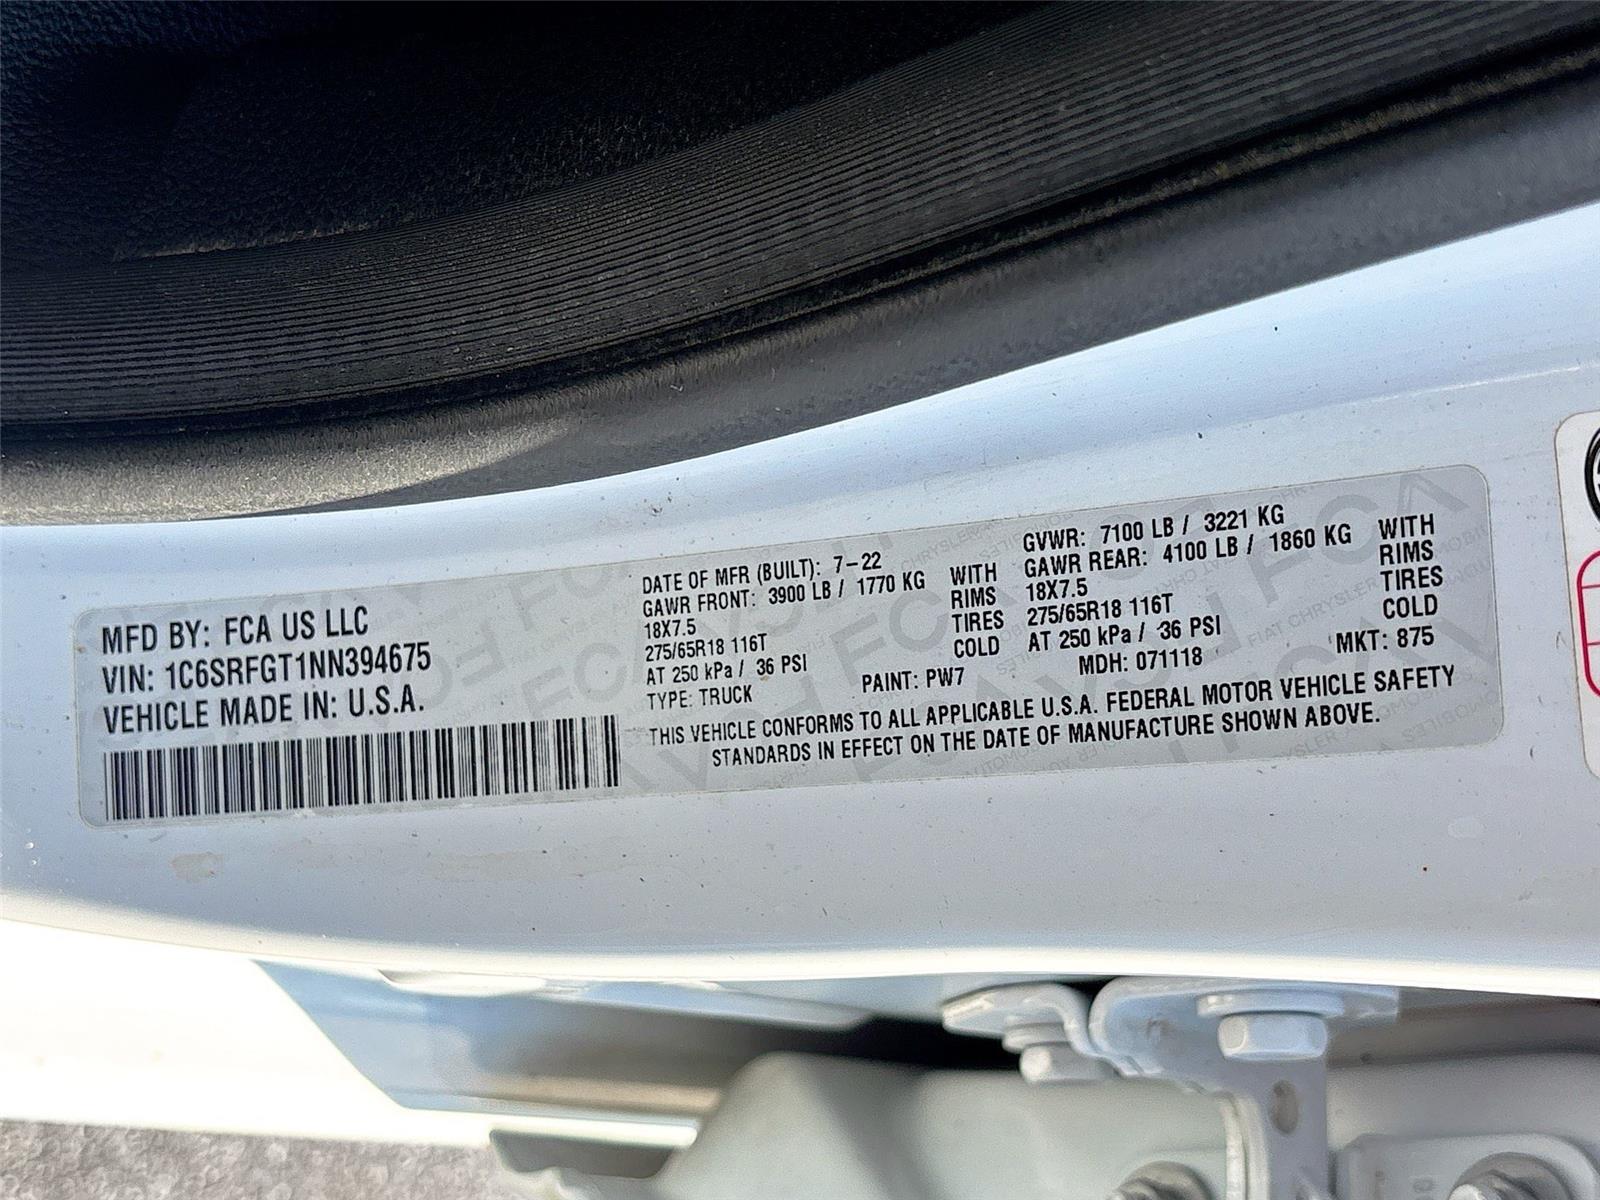 MFD BY: FCA US LLC
VIN: 1C6SRFGT1NN394675
VEHICLE MADE IN: U.S.A.
DATE OF MFR (BUILT): 7-22
GAWR FRONT: 3900 LB / 1770 KG WITH
18X7.5 RIMS
275/65R18 116T TIRES
AT 250 kPa / 36 PSI COLD
TYPE: TRUCK
PAINT: PW7
GVWR: 7100 LB / 3221 KG
GAWR REAR: 4100 LB / 1860 KG WITH
18X7.5 RIMS
275/65R18 116T TIRES
AT 250 kPa / 36 PSI COLD
MDH: 071118
MKT: 875
THIS VEHICLE CONFORMS TO ALL APPLICABLE U.S.A. FEDERAL MOTOR VEHICLE SAFETY
STANDARDS IN EFFECT ON THE DATE OF MANUFACTURE SHOWN ABOVE.